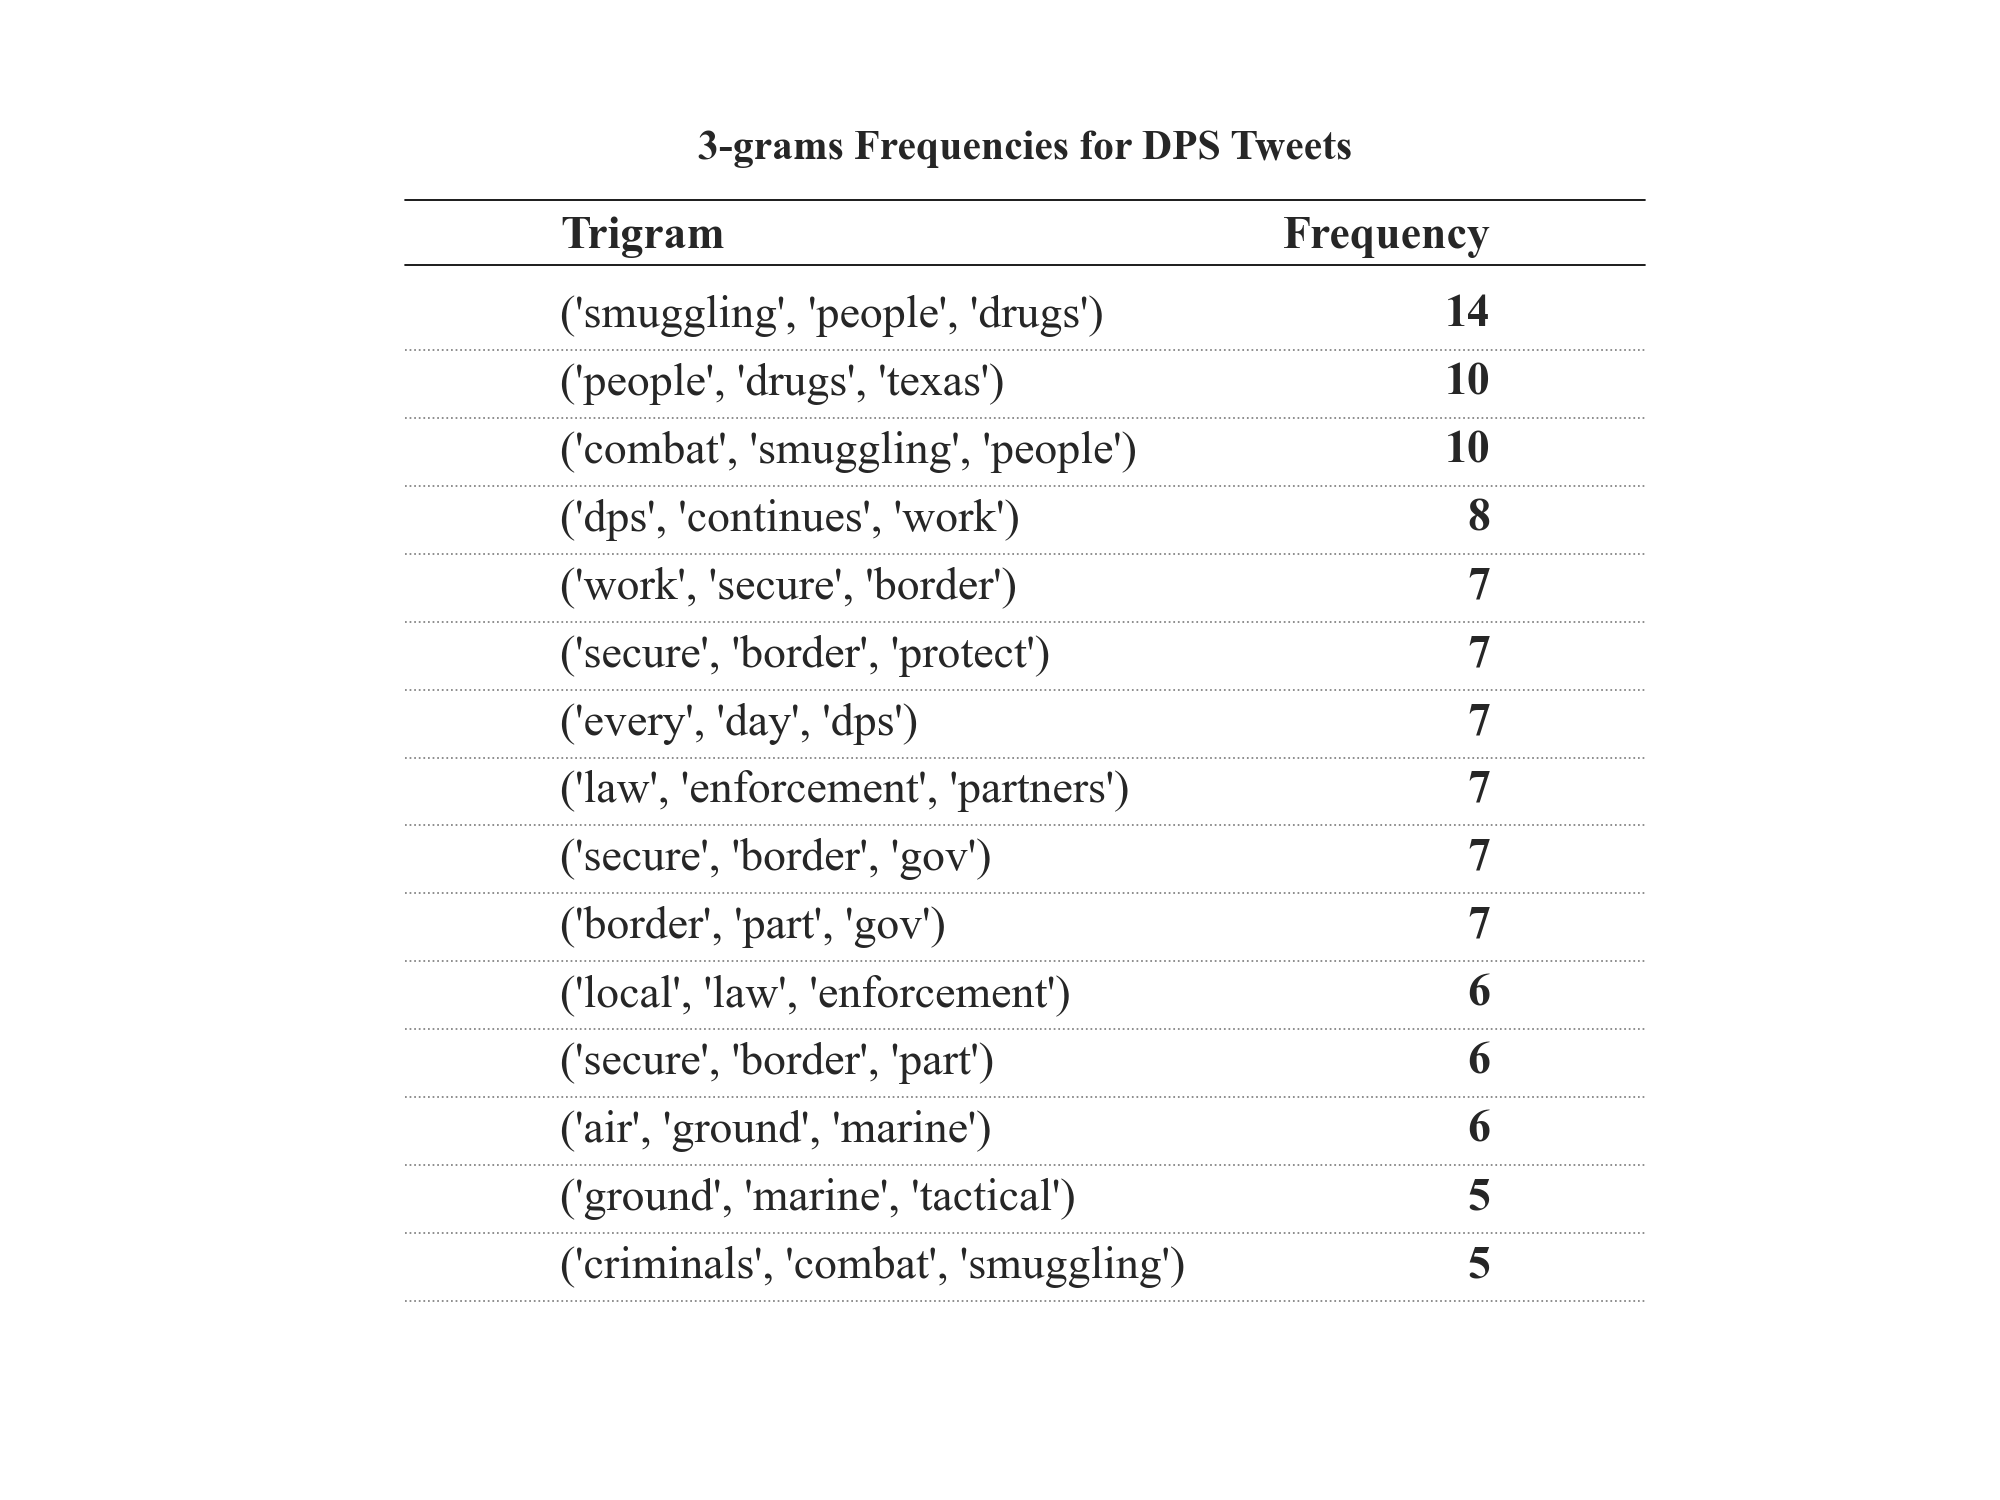 3-grams Frequencies for DPS Tweets
Trigram Frequency
('smuggling', 'people', 'drugs') 14
('people', 'drugs', 'texas') 10
('combat', 'smuggling', 'people') 10
('dps', 'continues', 'work') 8
('work', 'secure', 'border') 7
('secure', 'border', 'protect') 7
('every', 'day', 'dps') 7
('law', 'enforcement', 'partners') 7
('secure', 'border', 'gov') 7
('border', 'part', 'gov') 7
('local', 'law', 'enforcement') 6
('secure', 'border', 'part') 6
('air', 'ground', 'marine') 6
('ground', 'marine', 'tactical') 5
('criminals', 'combat', 'smuggling') 5